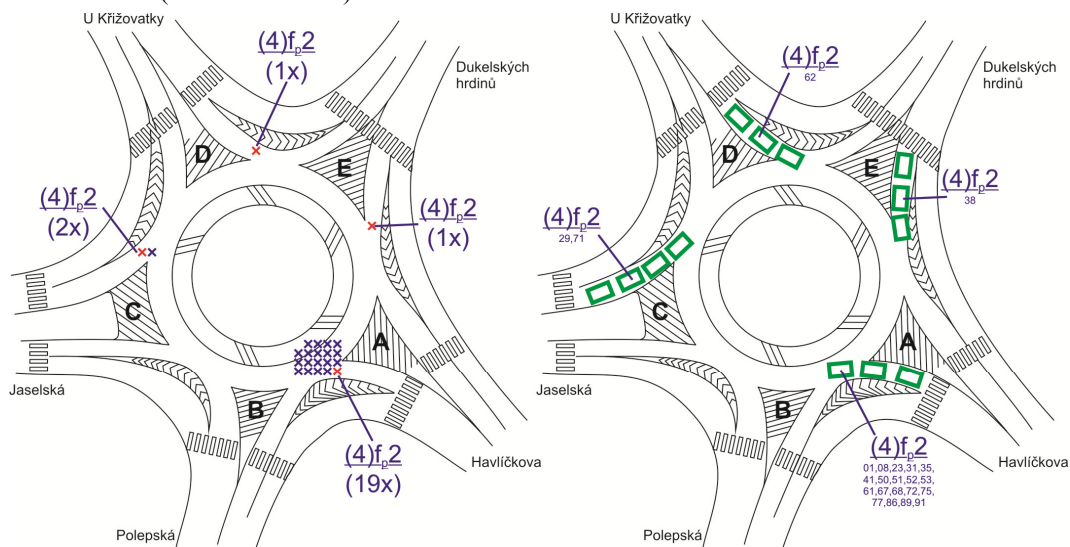 U Křižovatky
(4)fp2
(1x)
Dukelských
hrdinů
D
E
(4)fp2
(2x)
(4)fp2
(1x)
C
A
Jaselská
B
(4)fp2
(19x)
Havlíčkova
Polepská
U Křižovatky
(4)fp2
62
Dukelských
hrdinů
D
E
(4)fp2
38
(4)fp2
29,71
C
A
Jaselská
B
(4)fp2
01,08,23,31,35,
41,50,51,52,53,
61,67,68,72,75,
77,86,89,91
Havlíčkova
Polepská